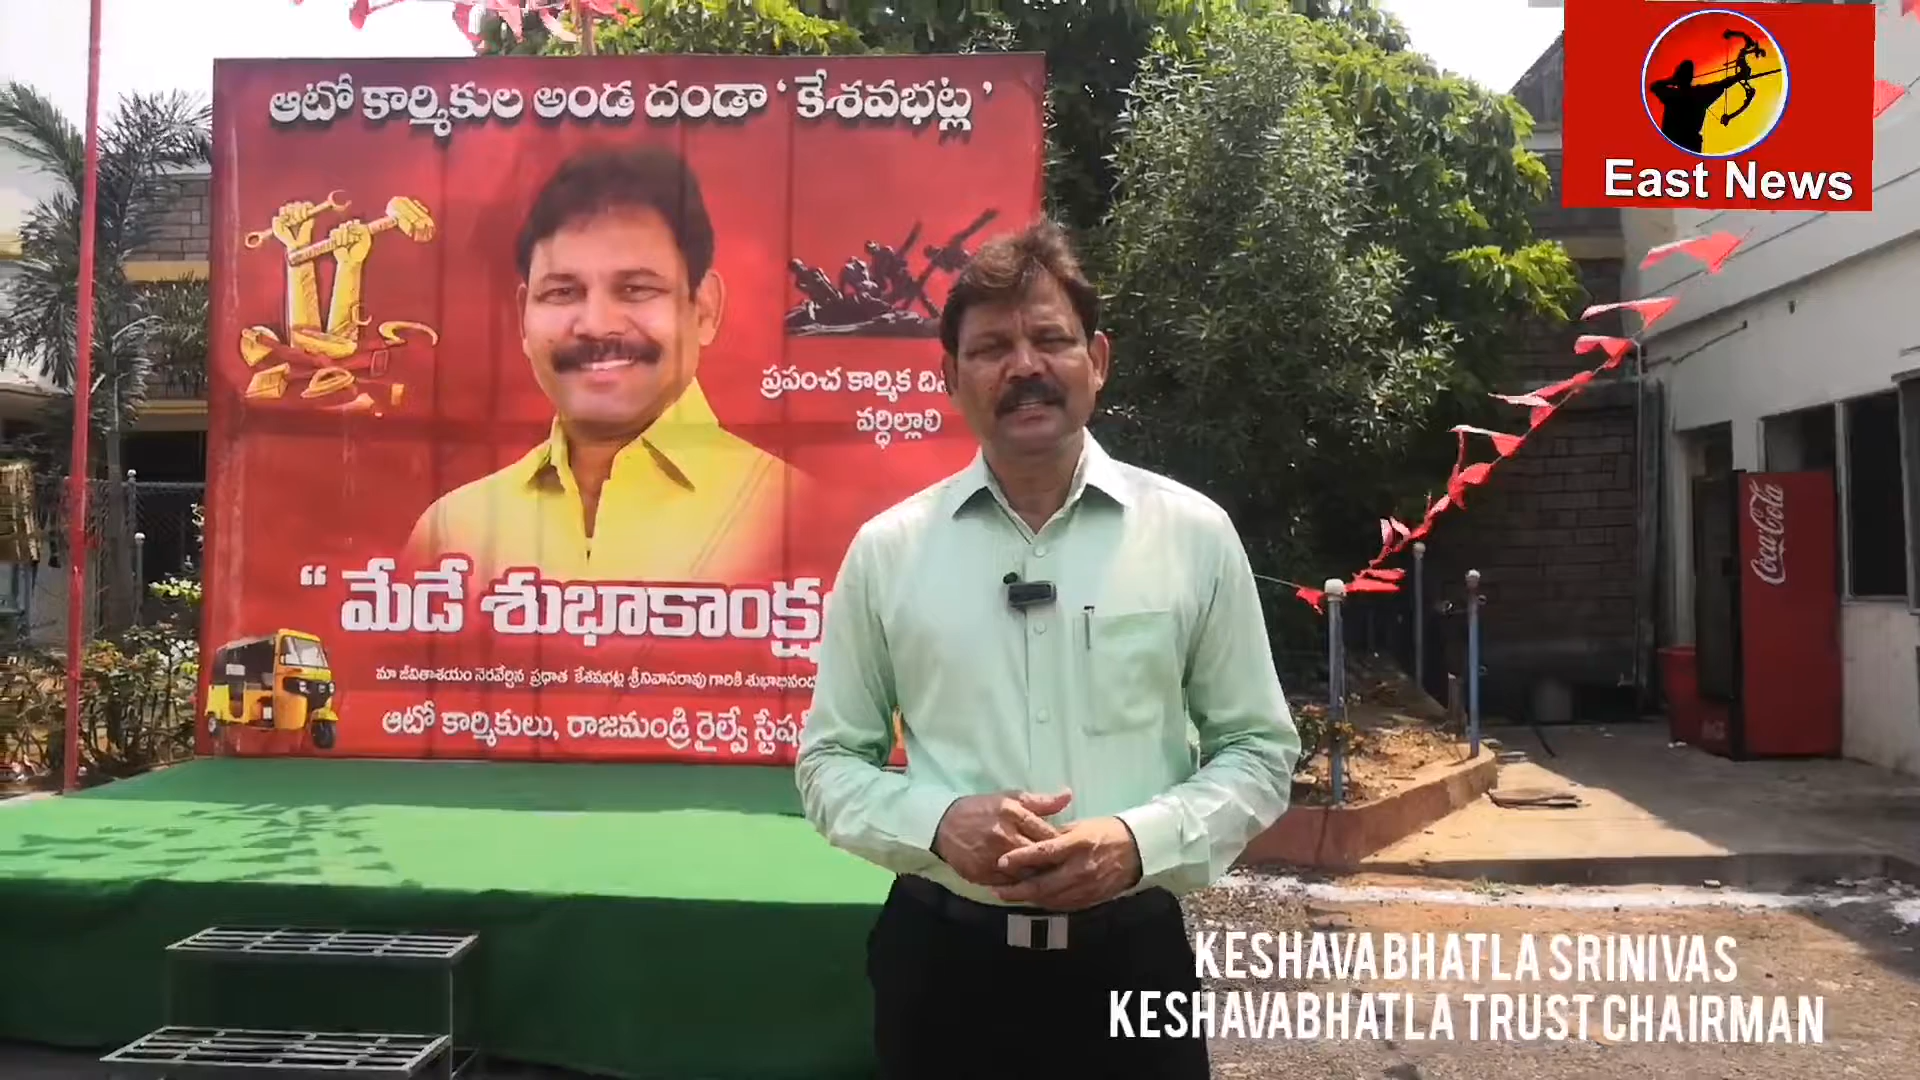 ఆటో కార్మికుల అండ దండా ‘ కేశవభట్ల ’
East News
ప్రపంచ కార్మిక
వర్ధిల్లాలి
“ మేడే
మా జీవితాశయం నెరవేర్చిన ప్రధాత కేశవభట్ల శ్రీనివాసరావు గారికి
ఆటో కార్మికులు, రాజమండ్రి రైల్వే
Coca-Cola
KESHAVABHATLA SRINIVAS
KESHAVABHATLA TRUST CHAIRMAN